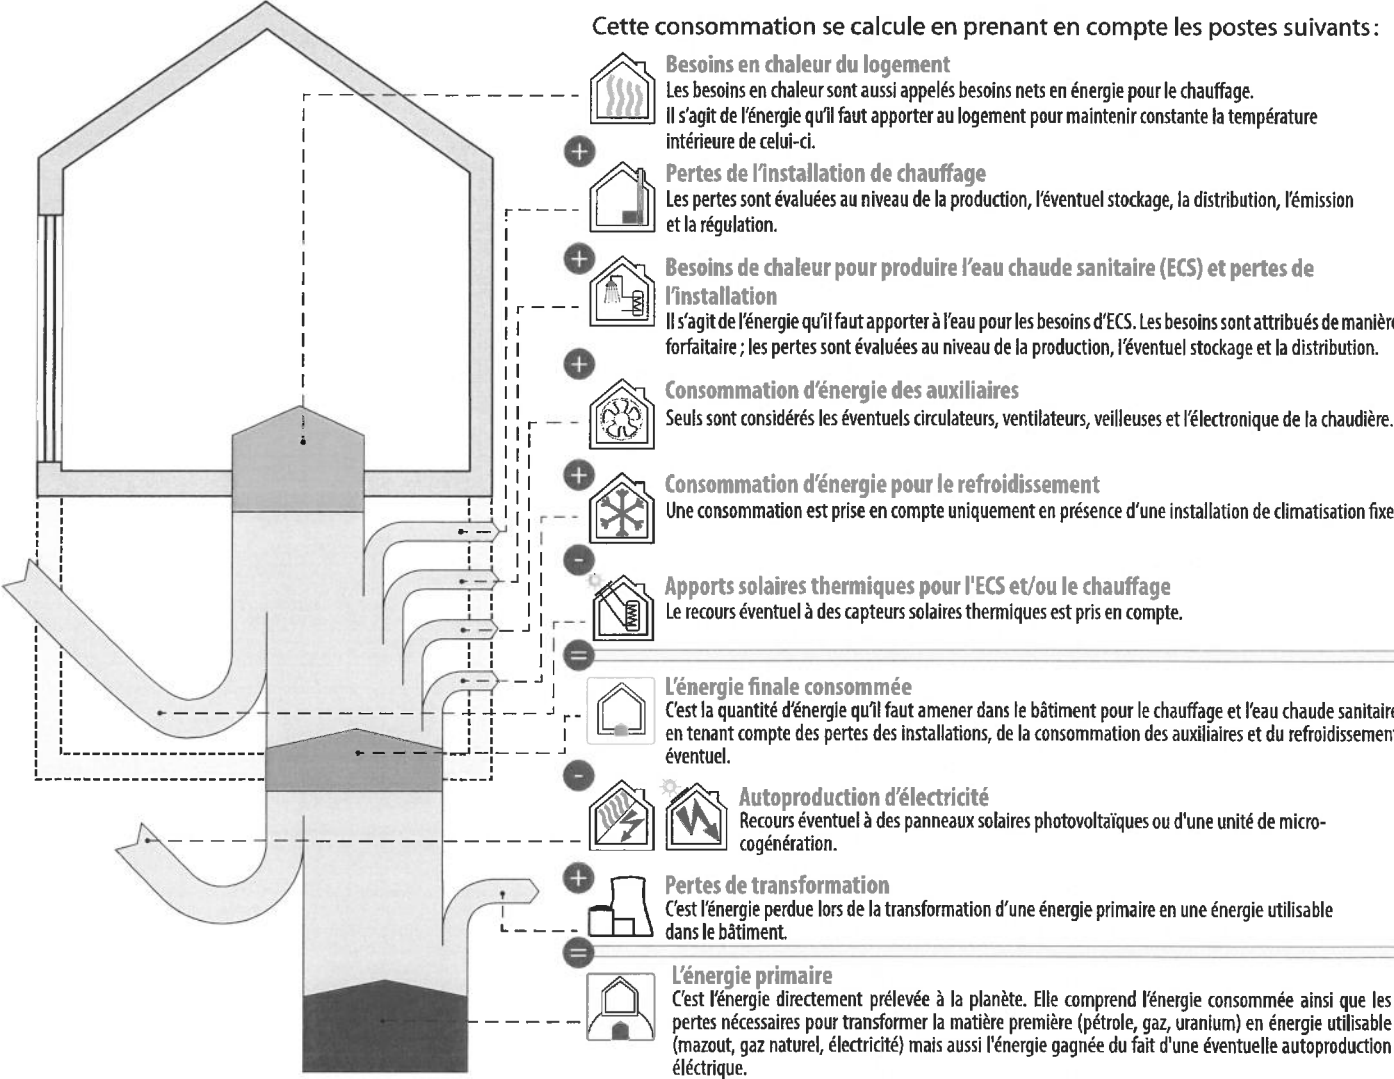 Cette consommation se calcule en prenant en compte les postes suivants :
Besoins en chaleur du logement
Les besoins en chaleur sont aussi appelés besoins nets en énergie pour le chauffage.
Il s'agit de l'énergie qu'il faut apporter au logement pour maintenir constante la température
intérieure de celui-ci.
+
Pertes de l'installation de chauffage
Les pertes sont évaluées au niveau de la production, l'éventuel stockage, la distribution, l'émission
et la régulation.
+
Besoins de chaleur pour produire l'eau chaude sanitaire (ECS) et pertes de
l'installation
Il s'agit de l'énergie qu'il faut apporter à l'eau pour les besoins d'ECS. Les besoins sont attribués de manière
forfaitaire ; les pertes sont évaluées au niveau de la production, l'éventuel stockage et la distribution.
+
Consommation d'énergie des auxiliaires
Seuls sont considérés les éventuels circulateurs, ventilateurs, veilleuses et l'électronique de la chaudière.
+
Consommation d'énergie pour le refroidissement
Une consommation est prise en compte uniquement en présence d'une installation de climatisation fixe
-
Apports solaires thermiques pour l'ECS et/ou le chauffage
Le recours éventuel à des capteurs solaires thermiques est pris en compte.
=
L'énergie finale consommée
C'est la quantité d'énergie qu'il faut amener dans le bâtiment pour le chauffage et l'eau chaude sanitaire
en tenant compte des pertes des installations, de la consommation des auxiliaires et du refroidissement
éventuel.
-
Autoproduction d'électricité
Recours éventuel à des panneaux solaires photovoltaïques ou d'une unité de micro-
cogénération.
+
Pertes de transformation
C'est l'énergie perdue lors de la transformation d'une énergie primaire en une énergie utilisable
dans le bâtiment.
=
L'énergie primaire
C'est l'énergie directement prélevée à la planète. Elle comprend l'énergie consommée ainsi que les
pertes nécessaires pour transformer la matière première (pétrole, gaz, uranium) en énergie utilisable
(mazout, gaz naturel, électricité) mais aussi l'énergie gagnée du fait d'une éventuelle autoproduction
éléctrique.